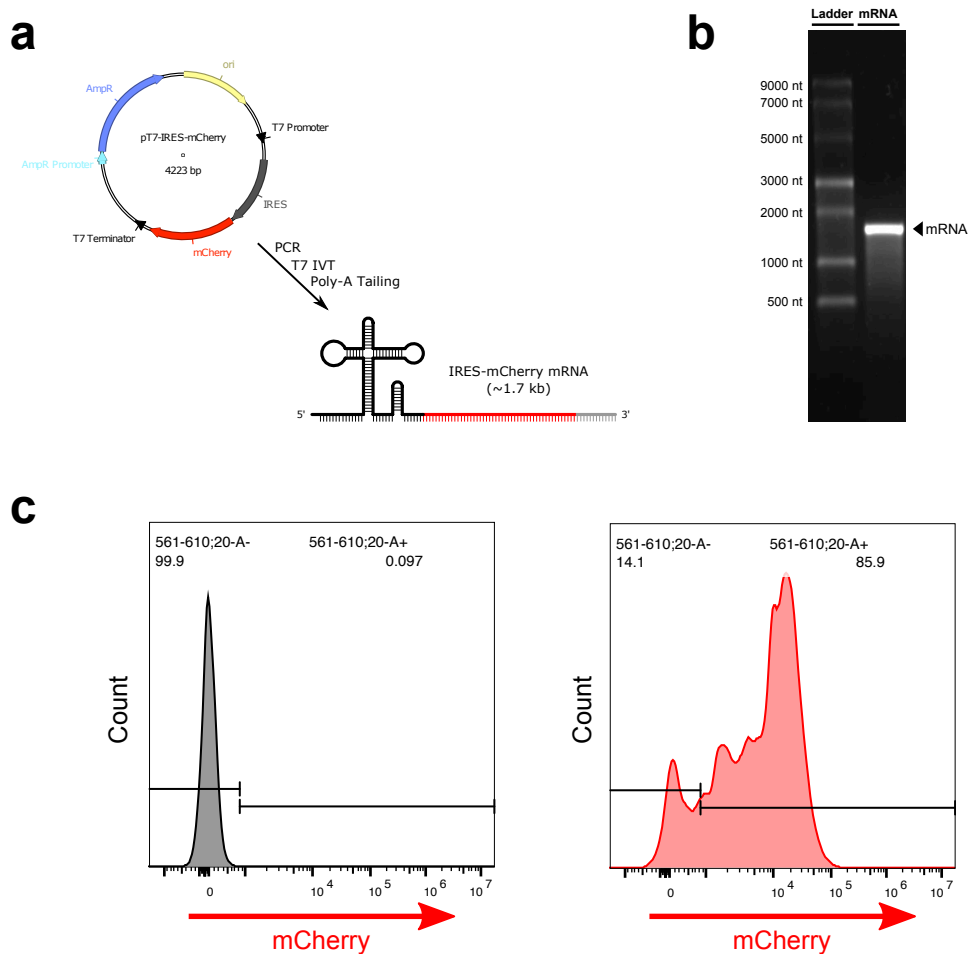 a
ori
AmpR
T7 Promoter
pT7-IRES-mCherry
4223 bp
AmpR Promoter
IRES
T7 Terminator
mCherry
PCR
T7 IVT
Poly-A Tailing
IRES-mCherry mRNA
(~1.7 kb)
5'
3'
b
Ladder mRNA
9000 nt
7000 nt
5000 nt
3000 nt
2000 nt
mRNA
1000 nt
500 nt
c
561-610;20-A-
99.9
561-610;20-A+
0.097
Count
0
10^4
10^5
10^6
10^7
mCherry
561-610;20-A-
14.1
561-610;20-A+
85.9
Count
0
10^4
10^5
10^6
10^7
mCherry